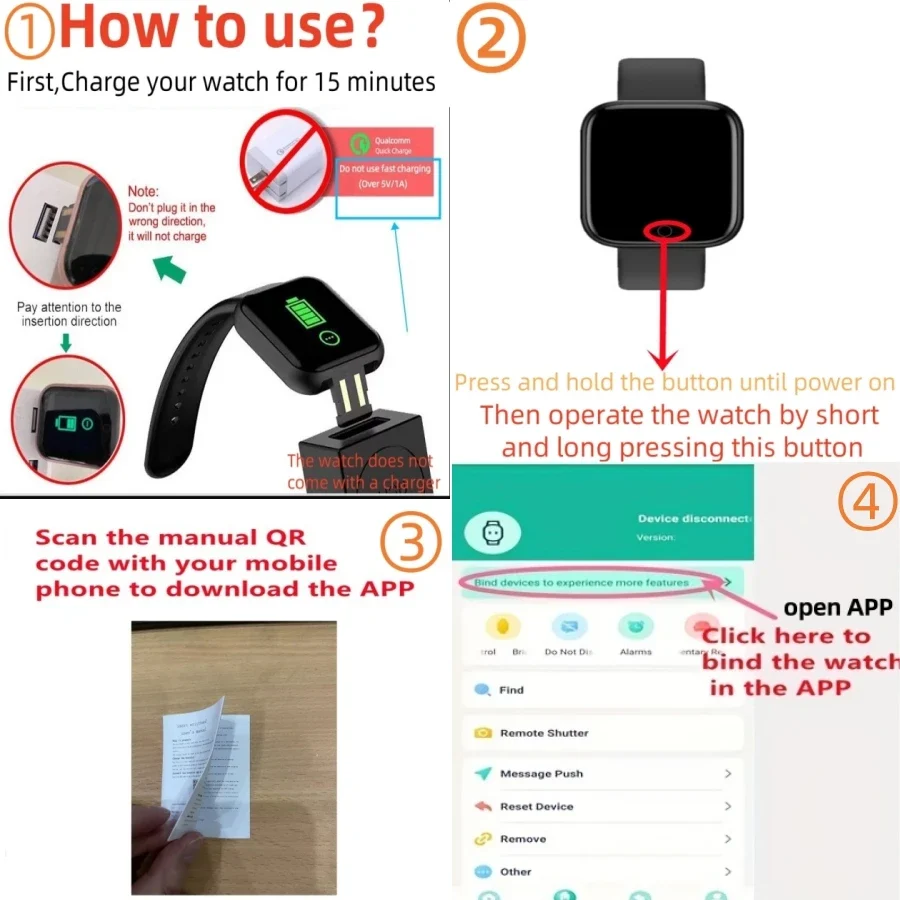 ① How to use?
First,Charge your watch for 15 minutes
Qualcomm
Quick Charge
Do not use fast charging
(Over 5V/1A)
Note:
Don't plug it in the
wrong direction,
it will not charge
Pay attention to the
insertion direction
The watch does not
come with a charger
②
Press and hold the button until power on
Then operate the watch by short
and long pressing this button
③
Scan the manual QR
code with your mobile
phone to download the APP
④
Device disconnect
Version:
Bind devices to experience more features
open APP
Click here to
bind the watch
in the APP
rol Bri Do Not Dis Alarms entary Re
Find
Remote Shutter
Message Push
Reset Device
Remove
Other